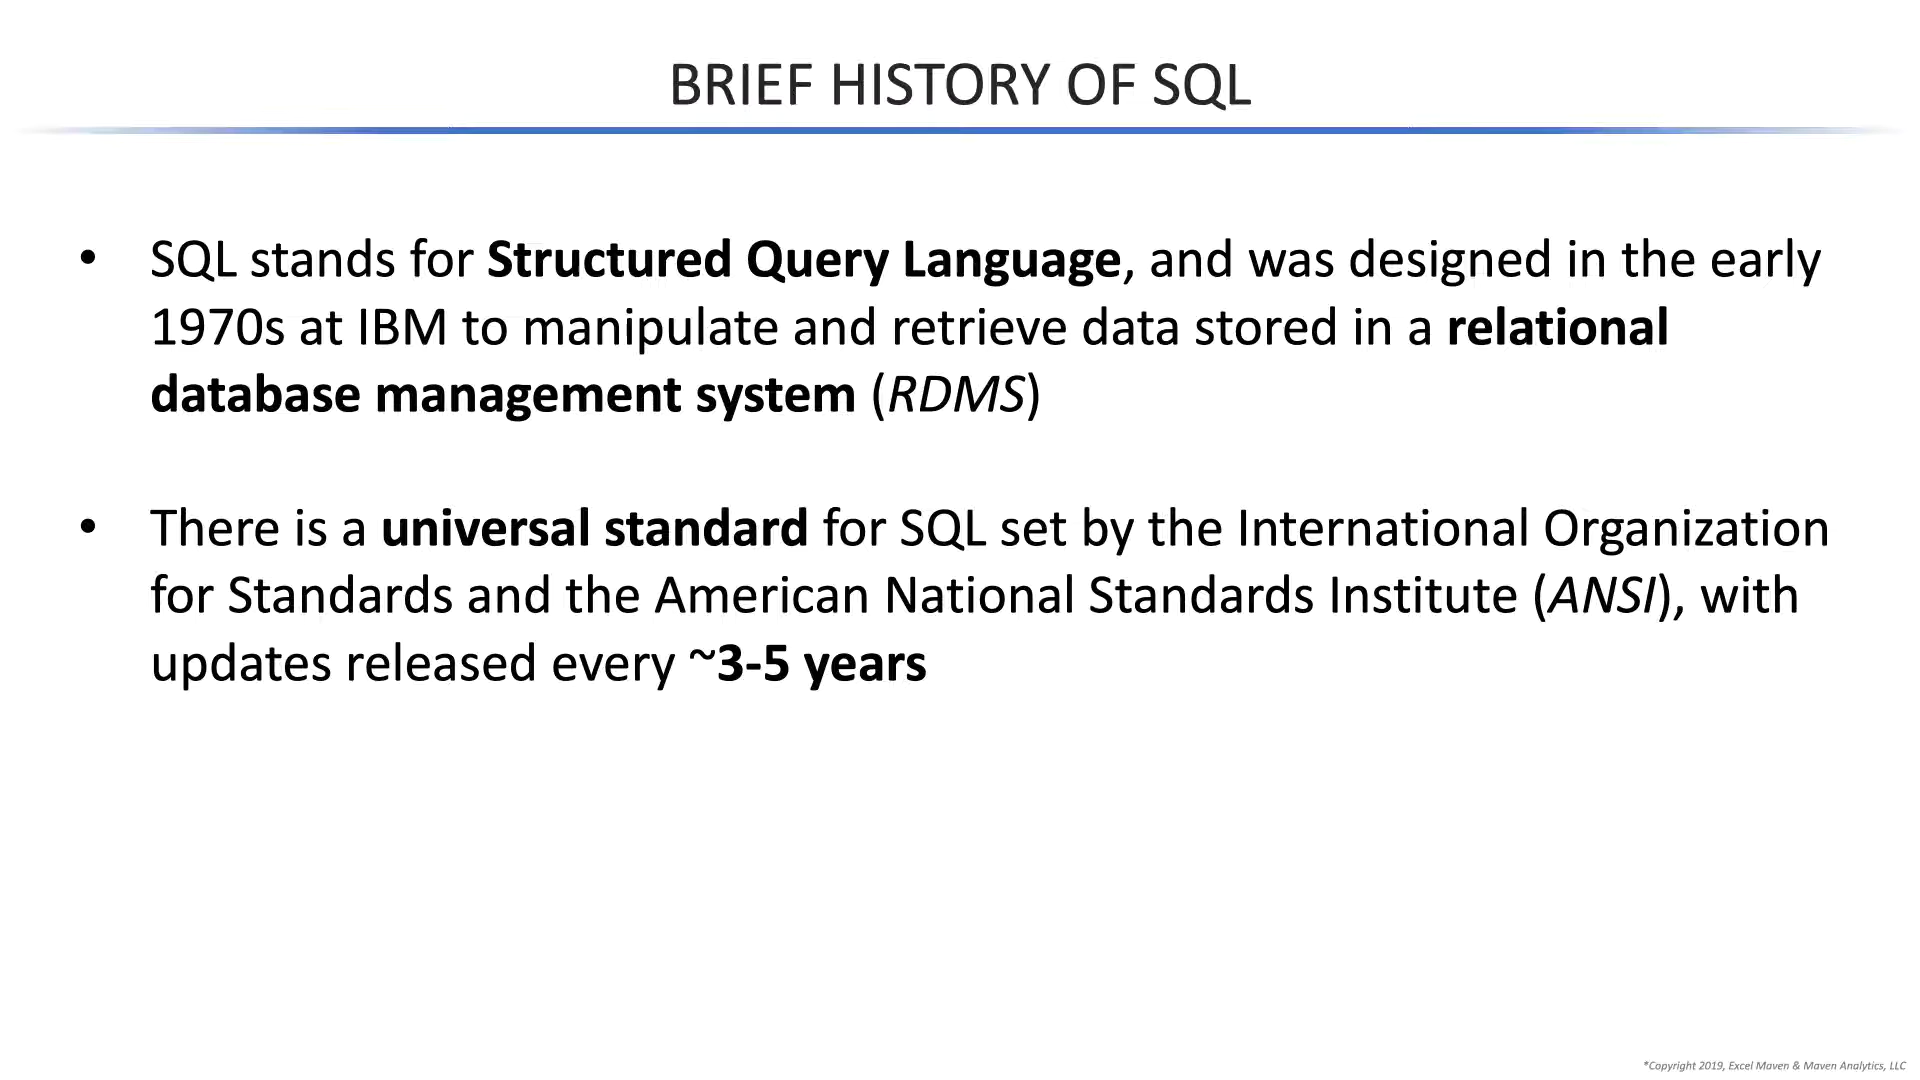 BRIEF HISTORY OF SQL
• SQL stands for Structured Query Language, and was designed in the early
1970s at IBM to manipulate and retrieve data stored in a relational
database management system (RDMS)
• There is a universal standard for SQL set by the International Organization
for Standards and the American National Standards Institute (ANSI), with
updates released every ~3-5 years
*Copyright 2019, Excel Maven & Maven Analytics, LLC